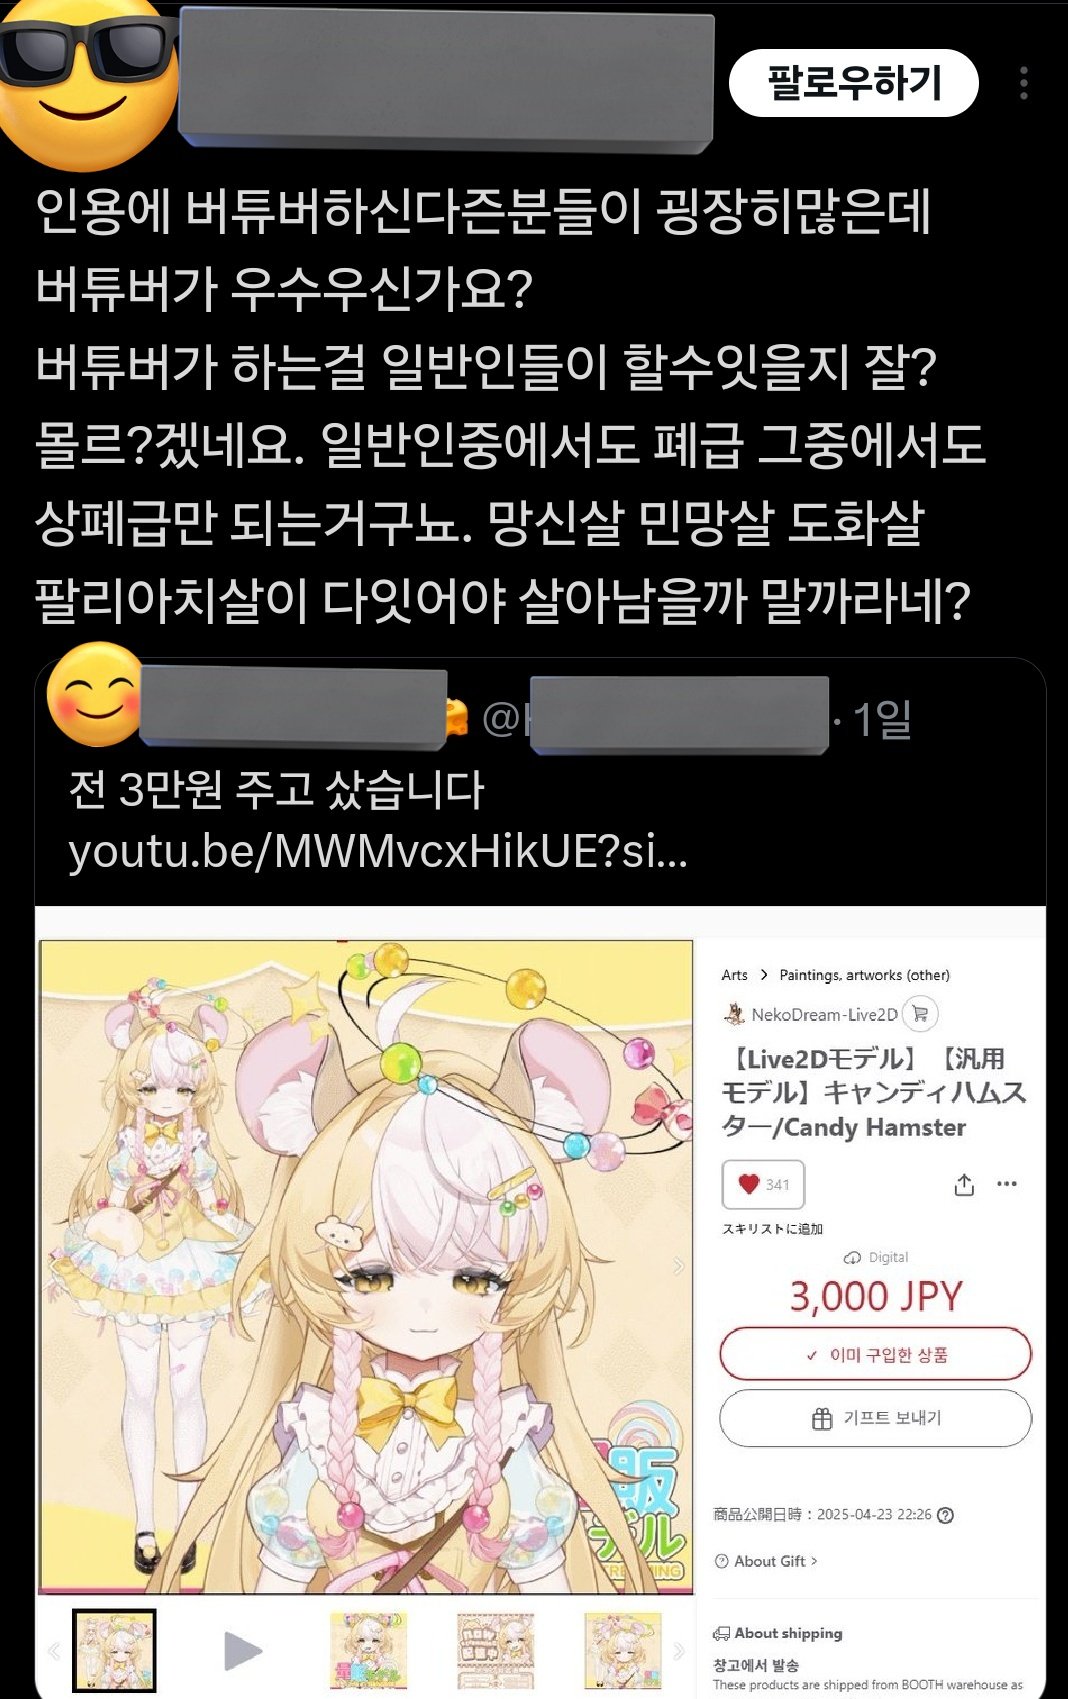 팔로우하기
인용에 버튜버하신다즌분들이 굉장히많은데
버튜버가 우수우신가요?
버튜버가 하는걸 일반인들이 할수잇을지 잘?
몰르?겠네요. 일반인중에서도 폐급 그중에서도
상폐급만 되는거구뇨. 망신살 민망살 도화살
팔리아치살이 다잇어야 살아남을까 말까라네?
· 1일
전 3만원 주고 샀습니다
youtu.be/MWMvcxHikUE?si...
Arts > Paintings, artworks (other)
NekoDream-Live2D
【Live2Dモデル】【汎用
モデル】キャンディハムス
ター/Candy Hamster
341
スキリストに追加
Digital
3,000 JPY
✓ 이미 구입한 상품
기프트 보내기
商品公開日時：2025-04-23 22:26
About Gift >
About shipping
창고에서 발송
These products are shipped from BOOTH warehouse as